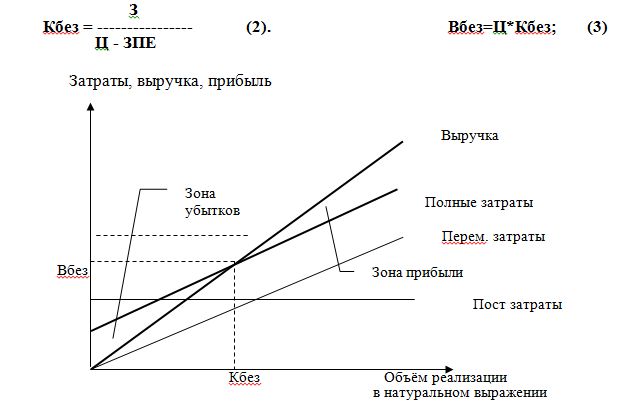 З
Кбез = ---------------- (2). Вбез=Ц*Кбез; (3)
Ц - ЗПЕ
Затраты, выручка, прибыль
Выручка
Зона
убытков
Полные затраты
Перем. затраты
Вбез
Зона прибыли
Пост затраты
Кбез
Объём реализации
в натуральном выражении